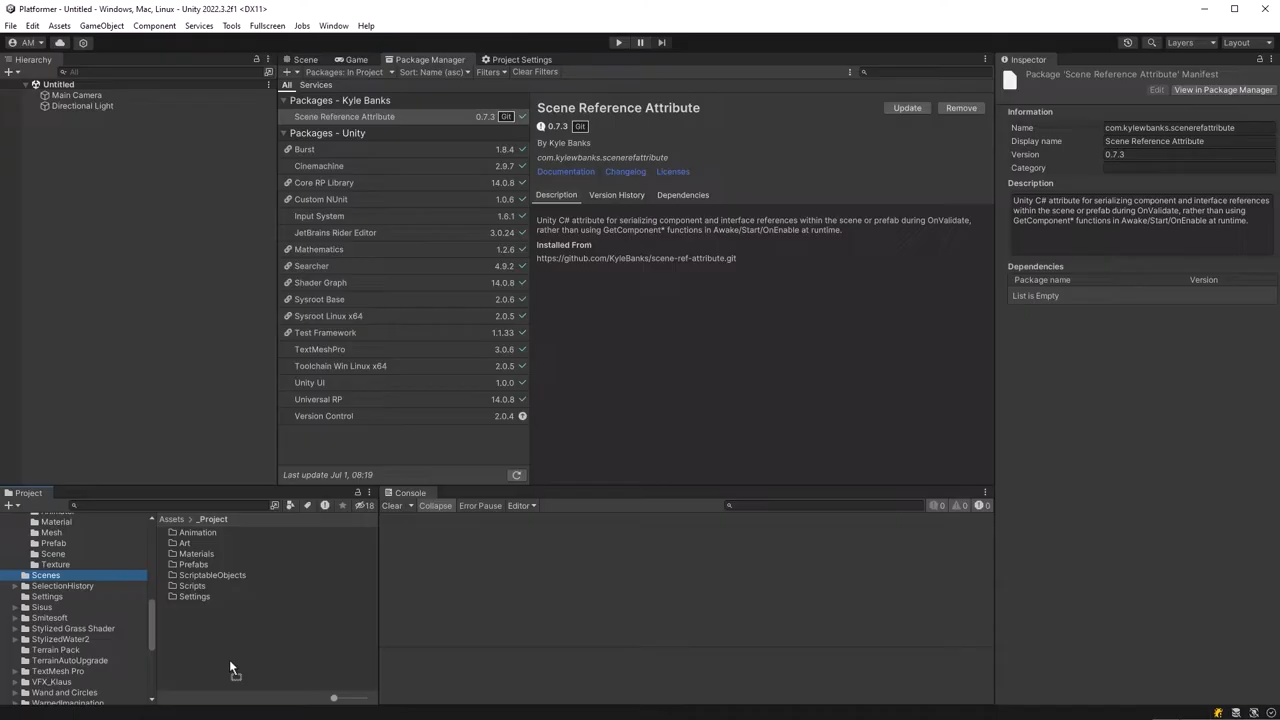 Platformer - Untitled - Windows, Mac, Linux - Unity 2022.3.2f1 <DX11>
File Edit Assets GameObject Component Services Tools Fullscreen Jobs Window Help
AM
Layers Layout
Hierarchy
All
Untitled
Main Camera
Directional Light
Scene Game Package Manager Project Settings
Packages: In Project Sort: Name (asc) Filters Clear Filters
All Services
Packages - Kyle Banks
Scene Reference Attribute 0.7.3 Git
Packages - Unity
Burst 1.8.4
Cinemachine 2.9.7
Core RP Library 14.0.8
Custom NUnit 1.0.6
Input System 1.6.1
JetBrains Rider Editor 3.0.24
Mathematics 1.2.6
Searcher 4.9.2
Shader Graph 14.0.8
Sysroot Base 2.0.6
Sysroot Linux x64 2.0.5
Test Framework 1.1.33
TextMeshPro 3.0.6
Toolchain Win Linux x64 2.0.5
Unity UI 1.0.0
Universal RP 14.0.8
Version Control 2.0.4
Last update Jul 1, 08:19
Scene Reference Attribute
Update Remove
0.7.3 Git
By Kyle Banks
com.kylewbanks.scenerefattribute
Documentation Changelog Licenses
Description Version History Dependencies
Unity C# attribute for serializing component and interface references within the scene or prefab during OnValidate,
rather than using GetComponent* functions in Awake/Start/OnEnable at runtime.
Installed From
https://github.com/KyleBanks/scene-ref-attribute.git
Inspector
Package 'Scene Reference Attribute' Manifest
Edit View in Package Manager
Information
Name com.kylewbanks.scenerefattribute
Display name Scene Reference Attribute
Version 0.7.3
Category
Description
Unity C# attribute for serializing component and interface references
within the scene or prefab during OnValidate, rather than using
GetComponent* functions in Awake/Start/OnEnable at runtime.
Dependencies
Package name Version
List is Empty
Project
18
Material
Mesh
Prefab
Scene
Texture
Scenes
SelectionHistory
Settings
Sisus
Smitesoft
Stylized Grass Shader
StylizedWater2
Terrain Pack
TerrainAutoUpgrade
TextMesh Pro
VFX_Klaus
Wand and Circles
WarpedImagination
Assets > _Project
Animation
Art
Materials
Prefabs
ScriptableObjects
Scripts
Settings
Console
Clear Collapse Error Pause Editor
0 0 0